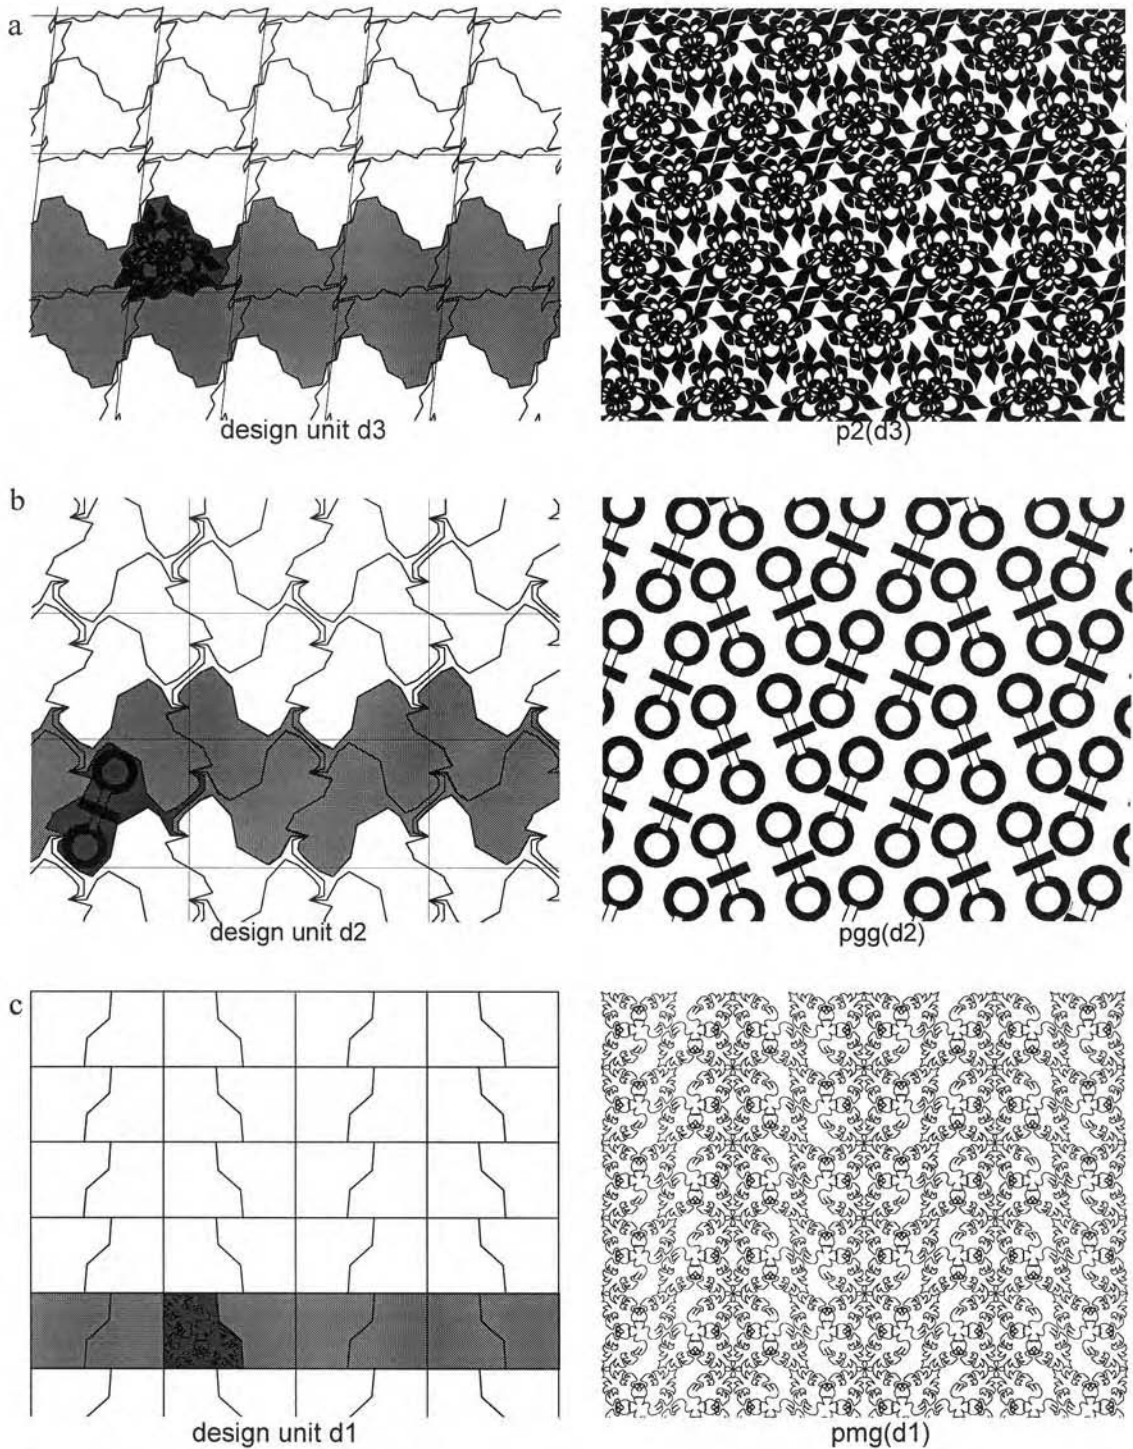 a
design unit d3
p2(d3)
b
design unit d2
pgg(d2)
c
design unit d1
pmg(d1)